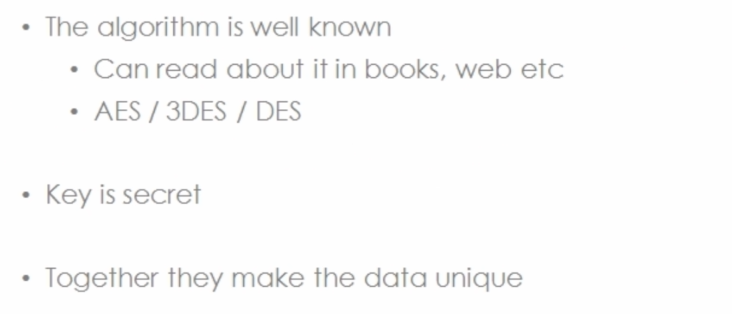 • The algorithm is well known
• Can read about it in books, web etc
• AES / 3DES / DES
• Key is secret
• Together they make the data unique